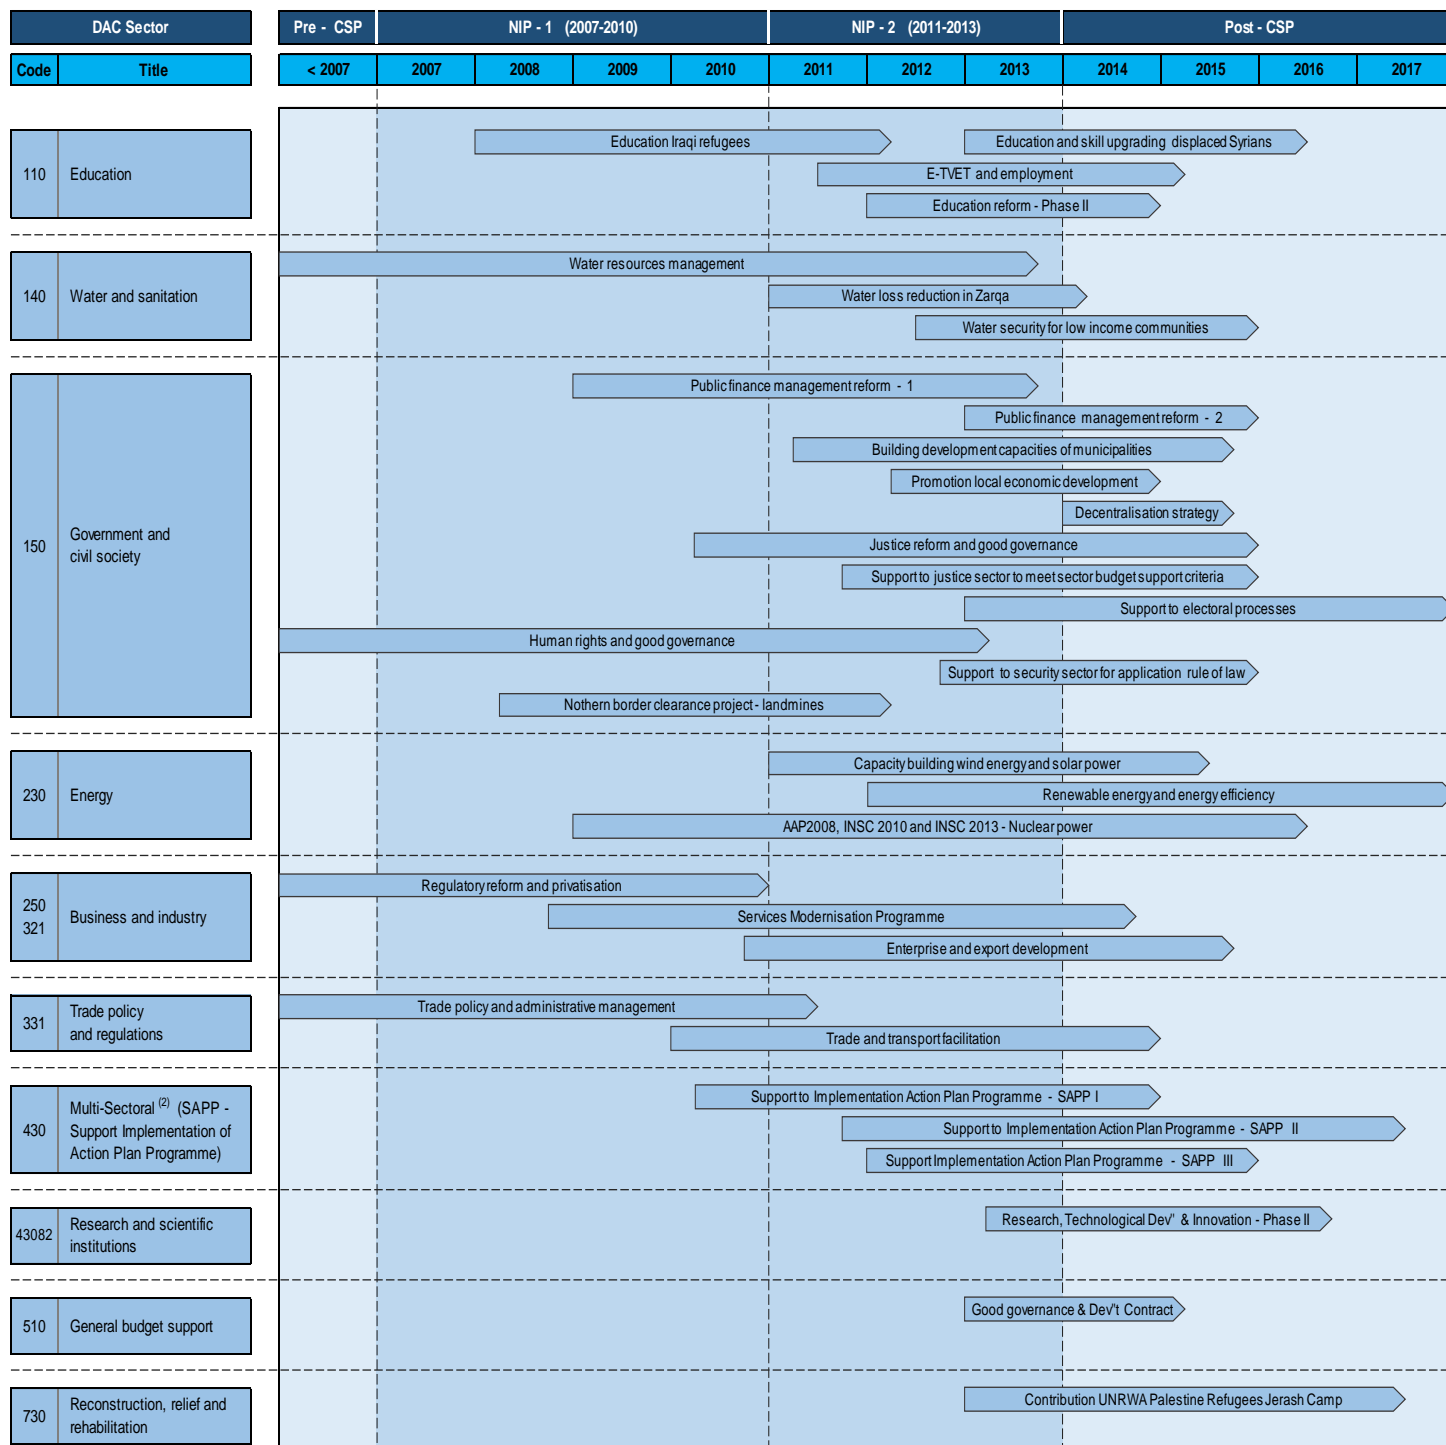 DAC Sector
Pre - CSP
NIP - 1 (2007-2010)
NIP - 2 (2011-2013)
Post - CSP
Code
Title
< 2007
2007
2008
2009
2010
2011
2012
2013
2014
2015
2016
2017
110
Education
Education Iraqi refugees
Education and skill upgrading displaced Syrians
E-TVET and employment
Education reform - Phase II
140
Water and sanitation
Water resources management
Water loss reduction in Zarqa
Water security for low income communities
150
Government and
civil society
Public finance management reform - 1
Public finance management reform - 2
Building development capacities of municipalities
Promotion local economic development
Decentralisation strategy
Justice reform and good governance
Support to justice sector to meet sector budget support criteria
Support to electoral processes
Human rights and good governance
Support to security sector for application rule of law
Nothern border clearance project - landmines
230
Energy
Capacity building wind energy and solar power
Renewable energy and energy efficiency
AAP2008, INSC 2010 and INSC 2013 - Nuclear power
250
321
Business and industry
Regulatory reform and privatisation
Services Modernisation Programme
Enterprise and export development
331
Trade policy
and regulations
Trade policy and administrative management
Trade and transport facilitation
430
Multi-Sectoral (2) (SAPP -
Support Implementation of
Action Plan Programme)
Support to Implementation Action Plan Programme - SAPP I
Support to Implementation Action Plan Programme - SAPP II
Support Implementation Action Plan Programme - SAPP III
43082
Research and scientific
institutions
Research, Technological Dev" & Innovation - Phase II
510
General budget support
Good governance & Dev"t Contract
730
Reconstruction, relief and
rehabilitation
Contribution UNRWA Palestine Refugees Jerash Camp